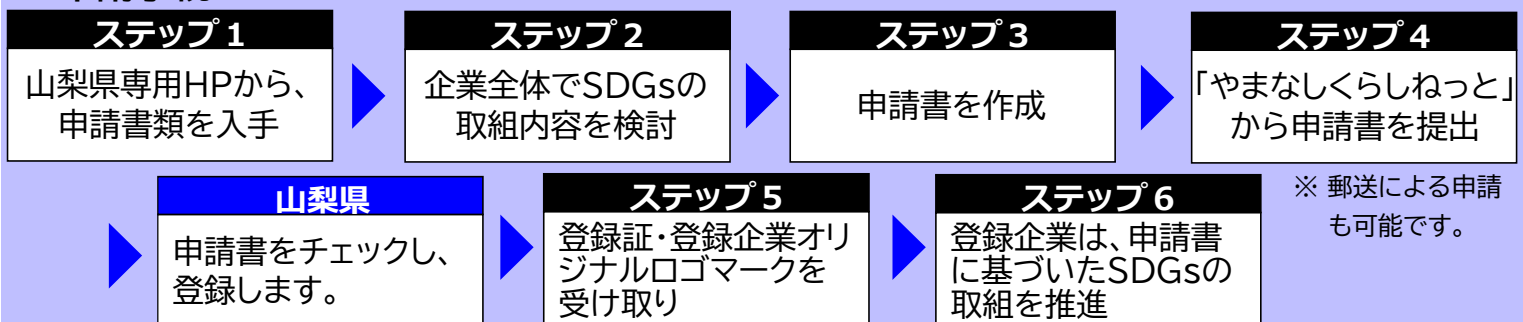 ステップ1
山梨県専用HPから、
申請書類を入手
ステップ2
企業全体でSDGsの
取組内容を検討
ステップ3
申請書を作成
ステップ4
「やまなしくらしねっと」
から申請書を提出
※ 郵送による申請
も可能です。
山梨県
申請書をチェックし、
登録します。
ステップ5
登録証・登録企業オリ
ジナルロゴマークを
受け取り
ステップ6
登録企業は、申請書
に基づいたSDGsの
取組を推進